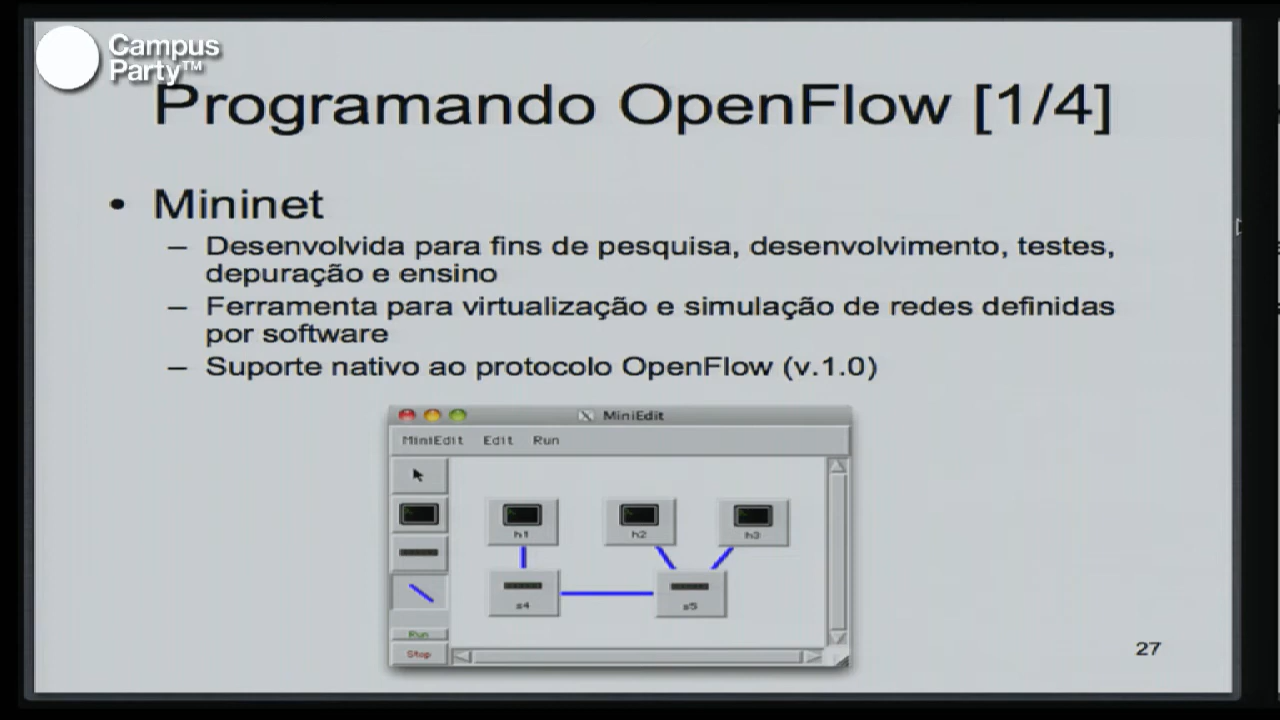 Campus
Party™
Programando OpenFlow [1/4]
• Mininet
– Desenvolvida para fins de pesquisa, desenvolvimento, testes,
depuração e ensino
– Ferramenta para virtualização e simulação de redes definidas
por software
– Suporte nativo ao protocolo OpenFlow (v.1.0)
MiniEdit
MiniEdit Edit Run
h1 h2 h3
s4 s5
Run
Stop
27